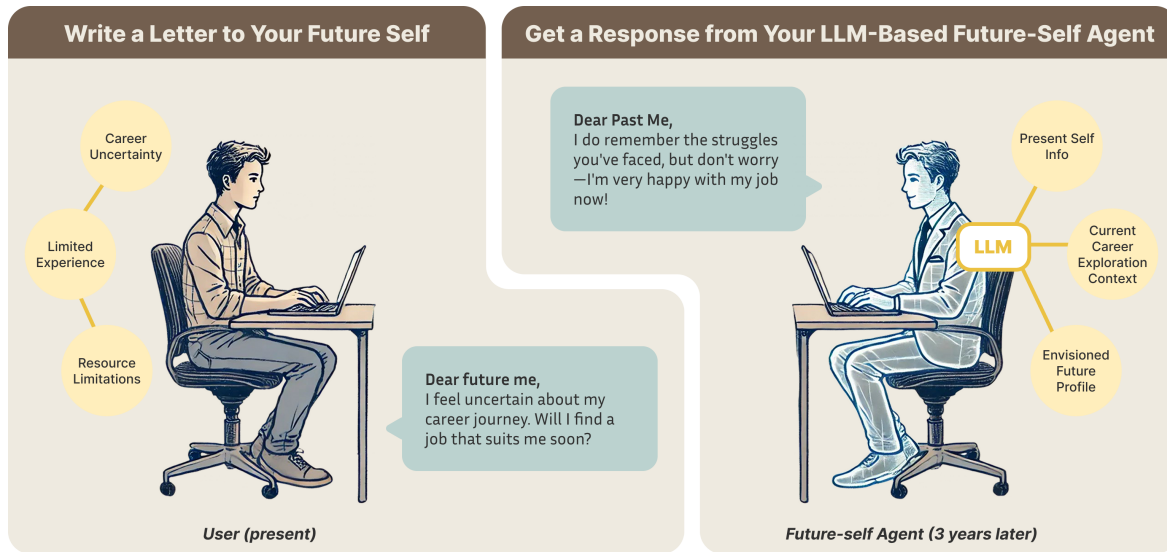 Write a Letter to Your Future Self
Career
Uncertainty
Limited
Experience
Resource
Limitations
Dear future me,
I feel uncertain about my
career journey. Will I find a
job that suits me soon?
User (present)
Get a Response from Your LLM-Based Future-Self Agent
Dear Past Me,
I do remember the struggles
you've faced, but don't worry
—I'm very happy with my job
now!
LLM
Present Self
Info
Current
Career
Exploration
Context
Envisioned
Future
Profile
Future-self Agent (3 years later)